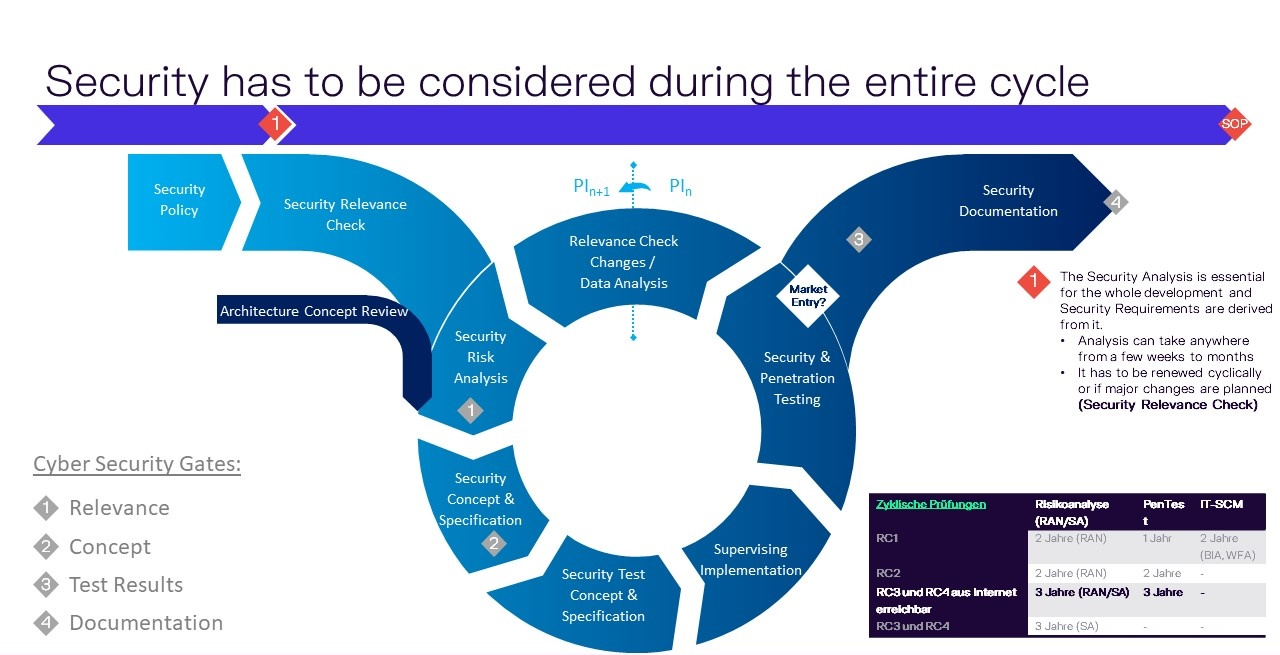 Security has to be considered during the entire cycle
1
SOP
Security
Policy
Security Relevance
Check
PIn+1
PIn
Relevance Check
Changes /
Data Analysis
3
Security
Documentation
4
Market
Entry?
Architecture Concept Review
Security
Risk
Analysis
1
Security &
Penetration
Testing
1
The Security Analysis is essential
for the whole development and
Security Requirements are derived
from it.
• Analysis can take anywhere
from a few weeks to months
• It has to be renewed cyclically
or if major changes are planned
(Security Relevance Check)
Security
Concept &
Specification
2
Security Test
Concept &
Specification
Supervising
Implementation
Cyber Security Gates:
1 Relevance
2 Concept
3 Test Results
4 Documentation
Zyklische Prüfungen Risikoanalyse PenTes IT-SCM
(RAN/SA) t
RC1 2 Jahre (RAN) 1 Jahr 2 Jahre
(BIA, WFA)
RC2 2 Jahre (RAN) 2 Jahre -
RC3 und RC4 aus Internet 3 Jahre (RAN/SA) 3 Jahre -
erreichbar
RC3 und RC4 3 Jahre (SA) - -